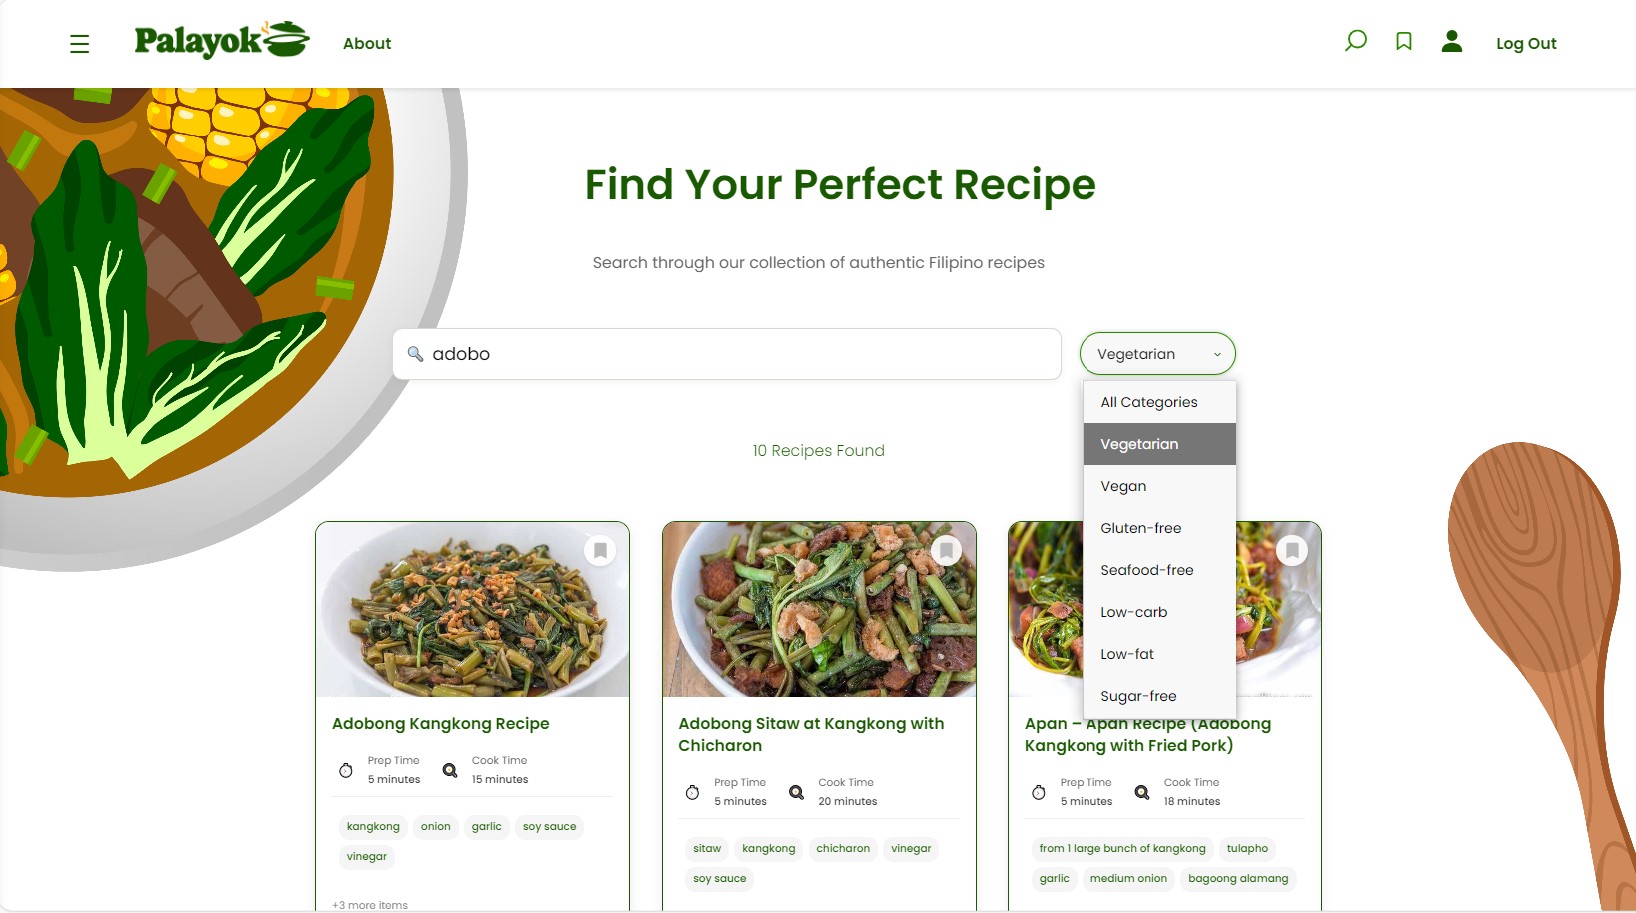 Palayok
About
Log Out
Find Your Perfect Recipe
Search through our collection of authentic Filipino recipes
adobo
Vegetarian
All Categories
Vegetarian
Vegan
Gluten-free
Seafood-free
Low-carb
Low-fat
Sugar-free
10 Recipes Found
Adobong Kangkong Recipe
Prep Time
5 minutes
Cook Time
15 minutes
kangkong
onion
garlic
soy sauce
vinegar
+3 more items
Adobong Sitaw at Kangkong with
Chicharon
Prep Time
5 minutes
Cook Time
20 minutes
sitaw
kangkong
chicharon
vinegar
soy sauce
Apan – Apan Recipe (Adobong
Kangkong with Fried Pork)
Prep Time
5 minutes
Cook Time
18 minutes
from 1 large bunch of kangkong
tulapho
garlic
medium onion
bagoong alamang